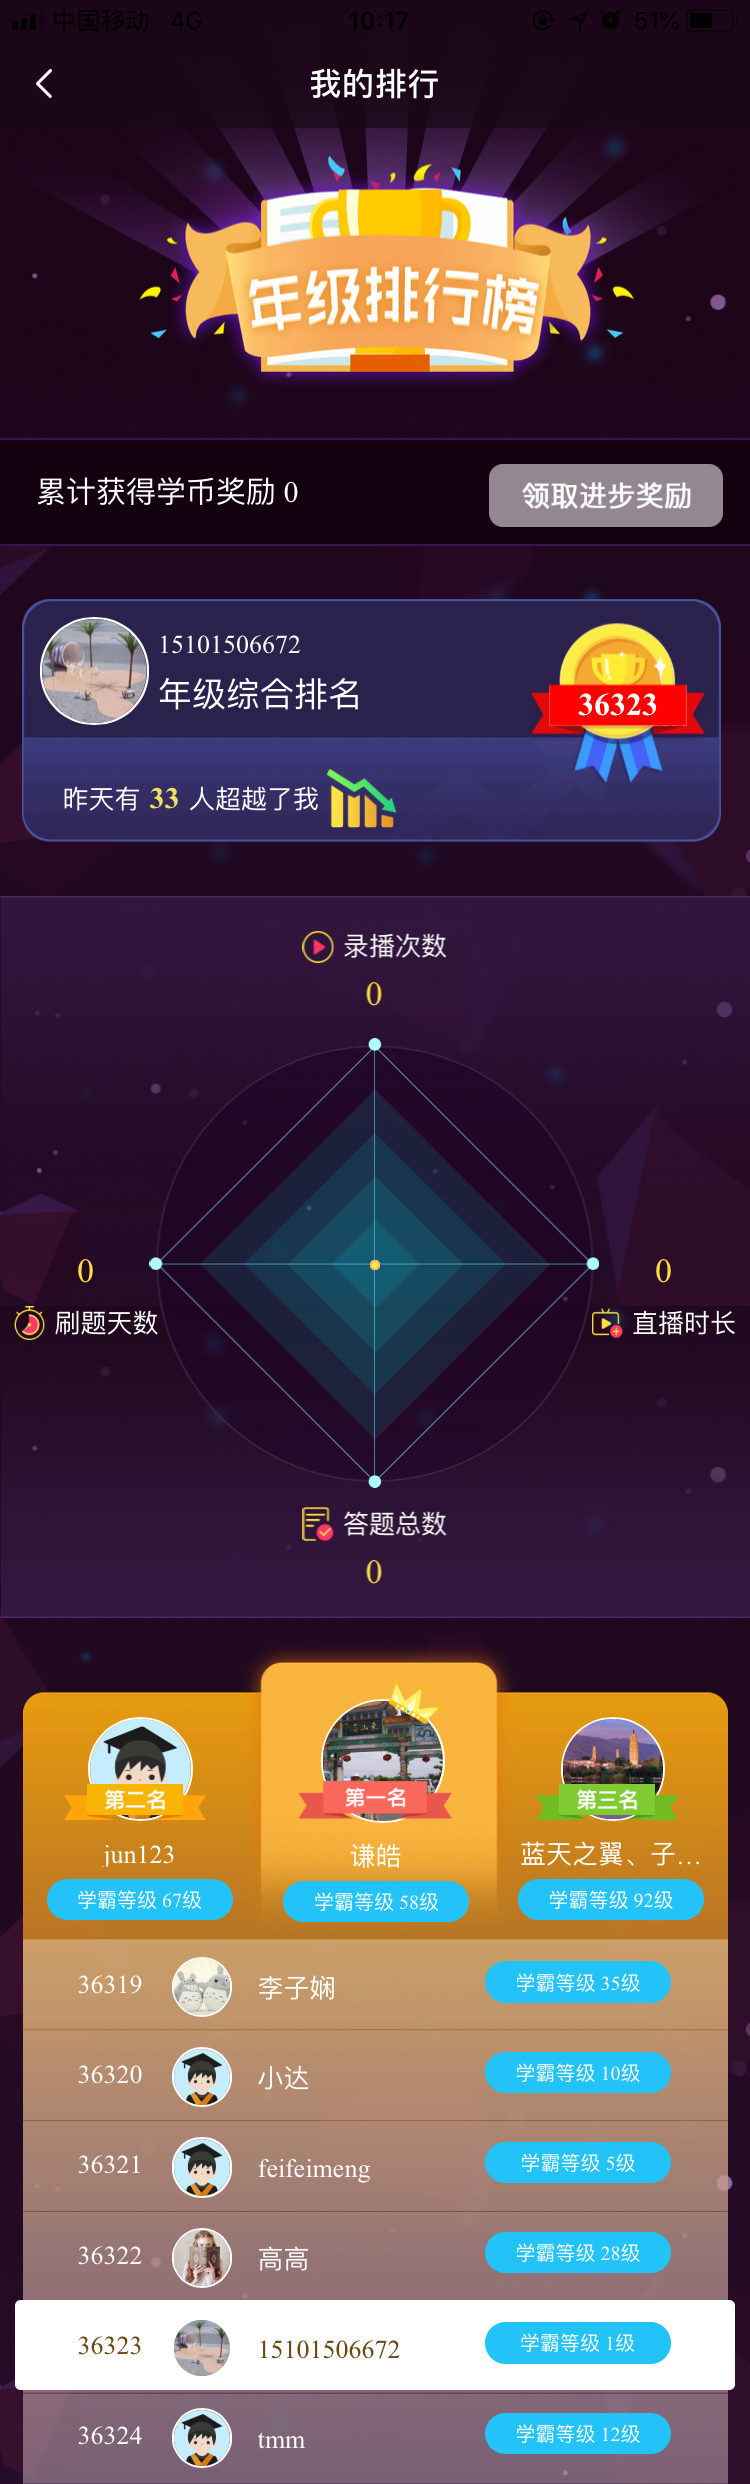 中国移动 4G 10:17 51%
我的排行
年级排行榜
累计获得学币奖励 0 领取进步奖励
15101506672
年级综合排名
36323
昨天有 33 人超越了我
录播次数
0
0
刷题天数
0
直播时长
答题总数
0
第二名
jun123
学霸等级 67级
第一名
谦皓
学霸等级 58级
第三名
蓝天之翼、子...
学霸等级 92级
36319 李子娴 学霸等级 35级
36320 小达 学霸等级 10级
36321 feifeimeng 学霸等级 5级
36322 高高 学霸等级 28级
36323 15101506672 学霸等级 1级
36324 tmm 学霸等级 12级